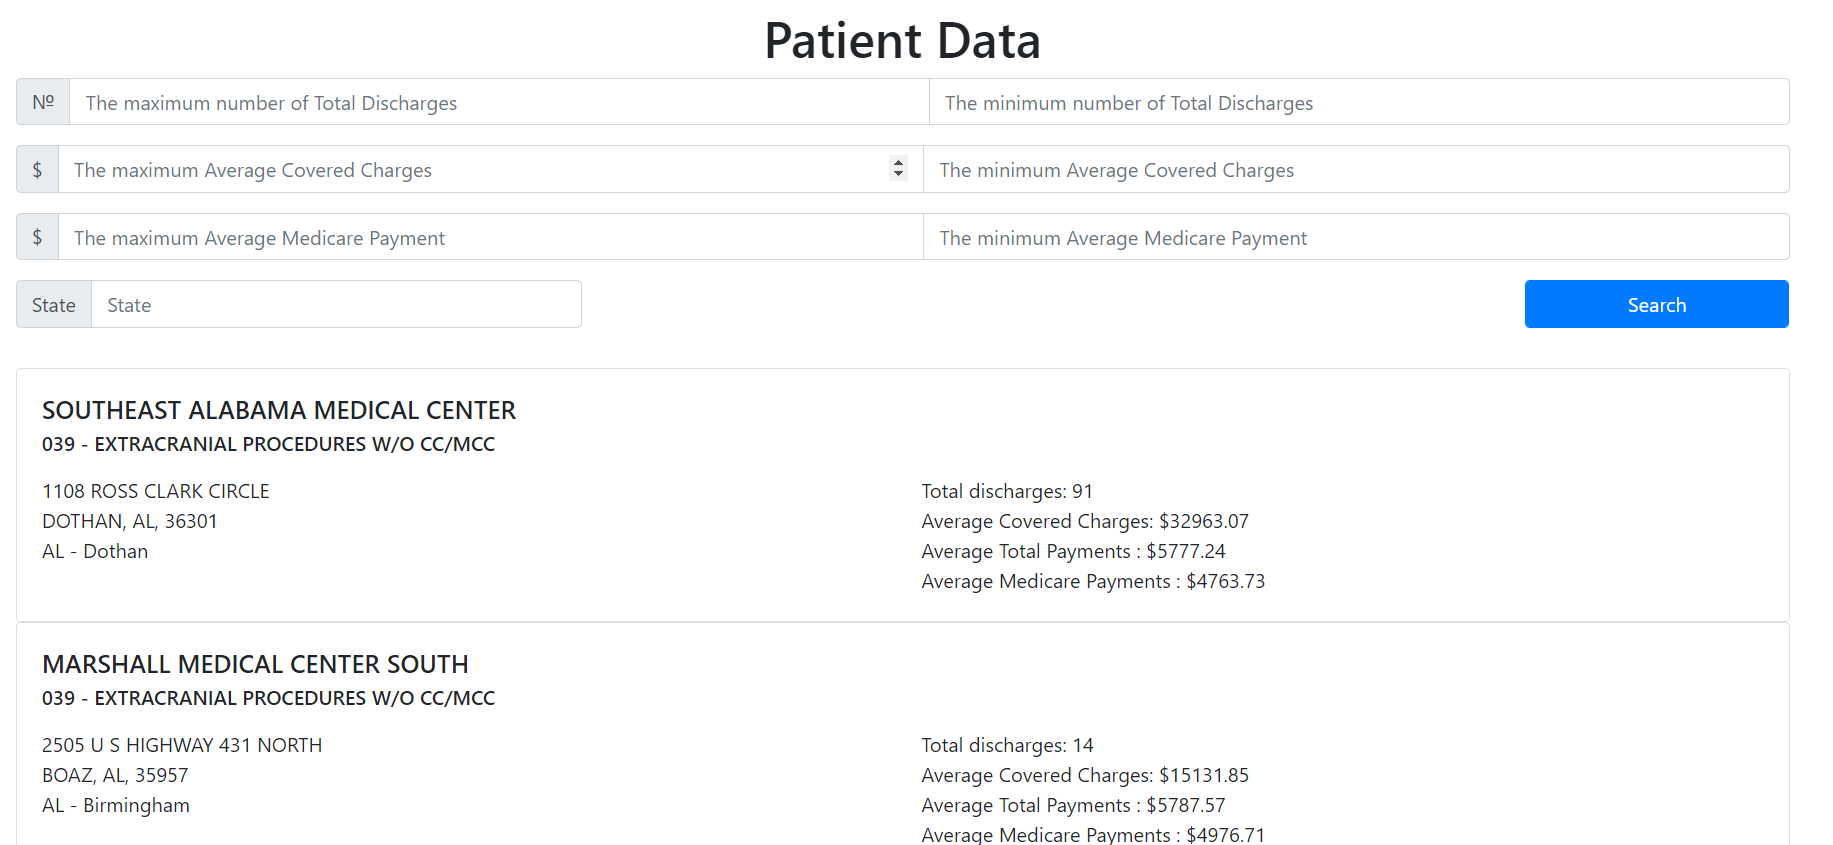 Patient Data
Nº The maximum number of Total Discharges The minimum number of Total Discharges
$ The maximum Average Covered Charges The minimum Average Covered Charges
$ The maximum Average Medicare Payment The minimum Average Medicare Payment
State State Search
SOUTHEAST ALABAMA MEDICAL CENTER
039 - EXTRACRANIAL PROCEDURES W/O CC/MCC
1108 ROSS CLARK CIRCLE Total discharges: 91
DOTHAN, AL, 36301 Average Covered Charges: $32963.07
AL - Dothan Average Total Payments : $5777.24
Average Medicare Payments : $4763.73
MARSHALL MEDICAL CENTER SOUTH
039 - EXTRACRANIAL PROCEDURES W/O CC/MCC
2505 U S HIGHWAY 431 NORTH Total discharges: 14
BOAZ, AL, 35957 Average Covered Charges: $15131.85
AL - Birmingham Average Total Payments : $5787.57
Average Medicare Payments : $4976.71